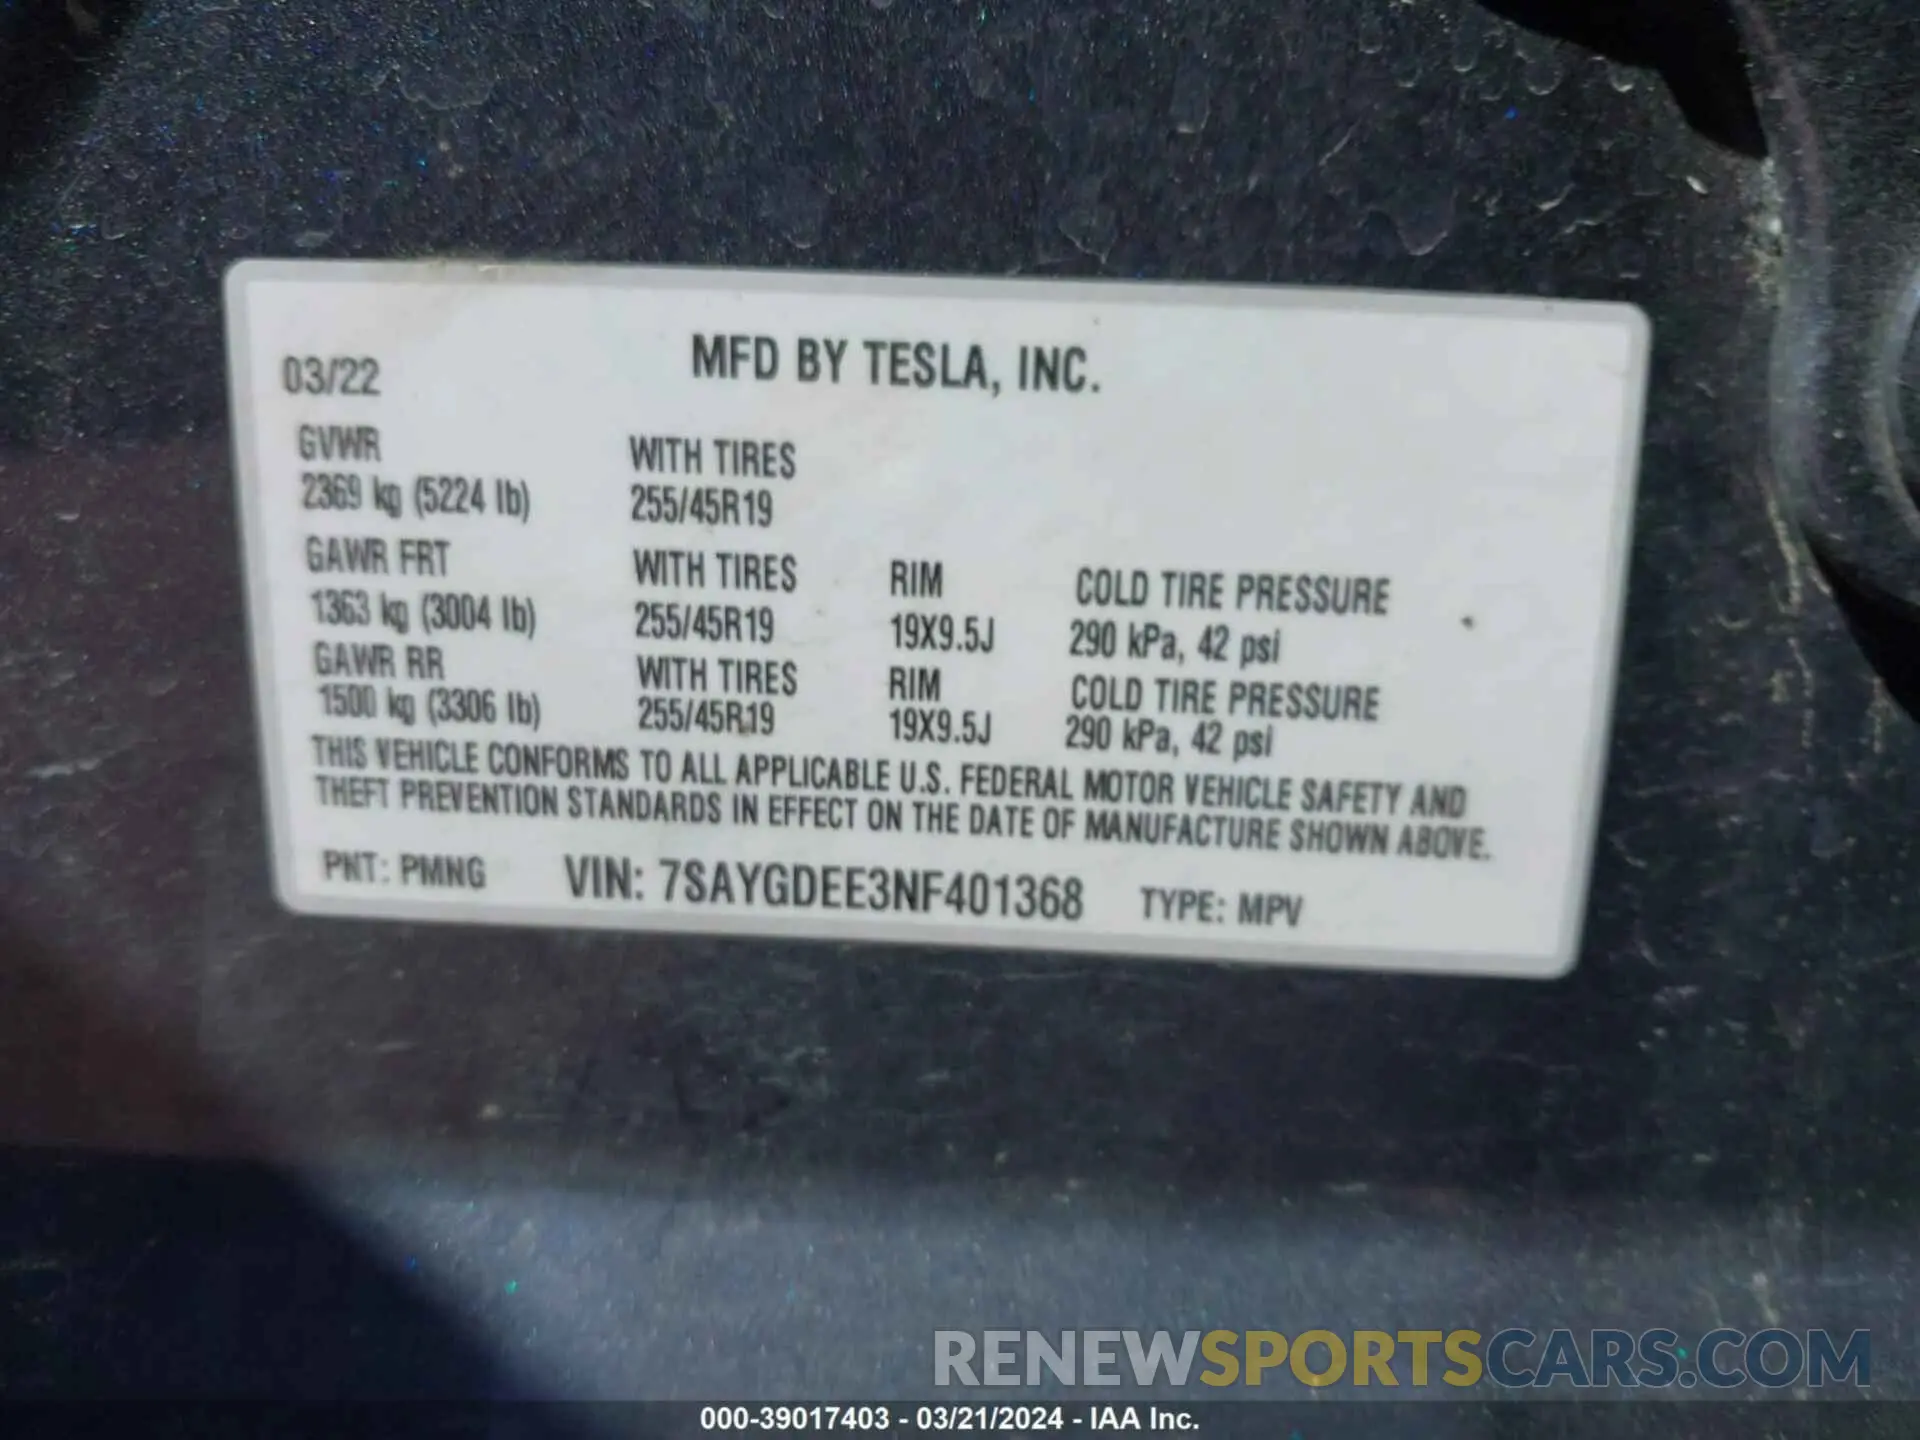 MFD BY TESLA, INC.
03/22
GVWR WITH TIRES
2369 kg (5224 lb) 255/45R19
GAWR FRT WITH TIRES RIM COLD TIRE PRESSURE
1363 kg (3004 lb) 255/45R19 19X9.5J 290 kPa, 42 psi
GAWR RR WITH TIRES RIM COLD TIRE PRESSURE
1500 kg (3306 lb) 255/45R19 19X9.5J 290 kPa, 42 psi
THIS VEHICLE CONFORMS TO ALL APPLICABLE U.S. FEDERAL MOTOR VEHICLE SAFETY AND
THEFT PREVENTION STANDARDS IN EFFECT ON THE DATE OF MANUFACTURE SHOWN ABOVE.
PNT: PMNG VIN: 7SAYGDEE3NF401368 TYPE: MPV
RENEWSPORTSCARS.COM
000-39017403 - 03/21/2024 - IAA Inc.